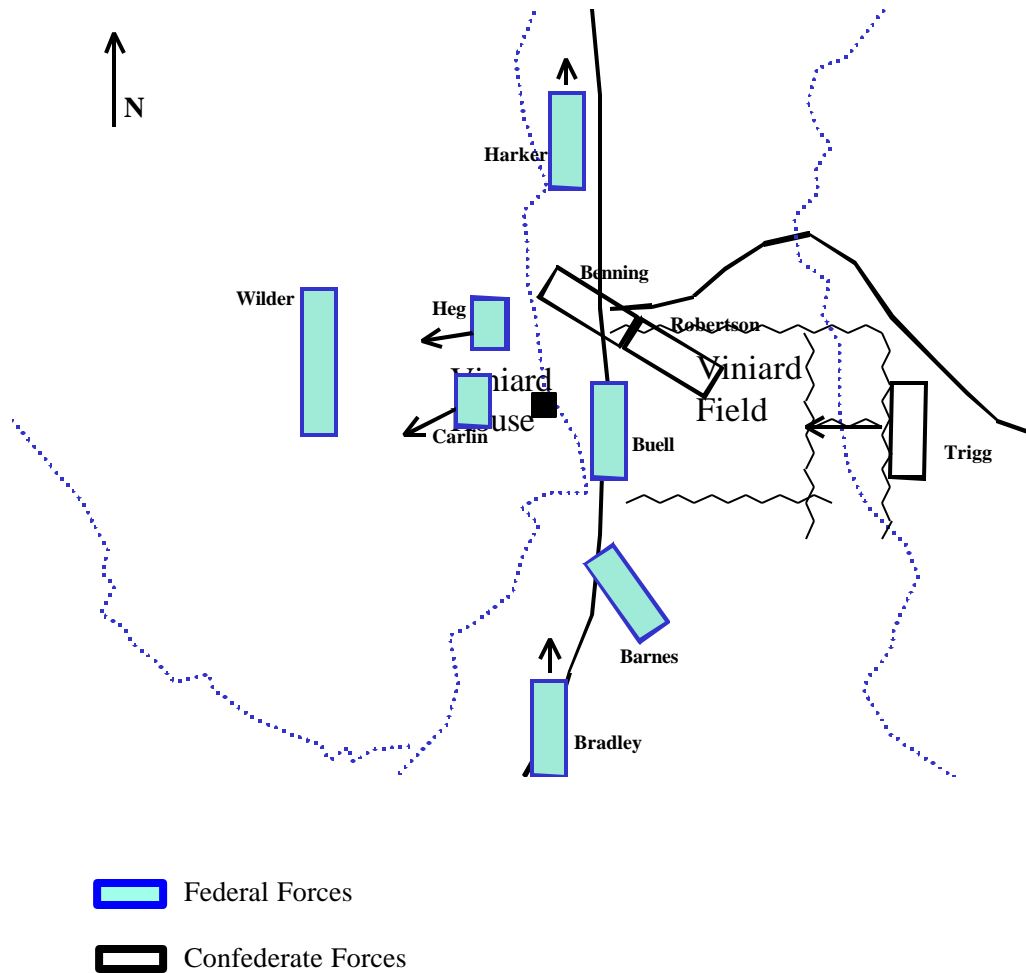 N
Harker
Benning
Wilder
Heg
Robertson
Viniard
House
Viniard
Field
Carlin
Buell
Trigg
Barnes
Bradley
Federal Forces
Confederate Forces